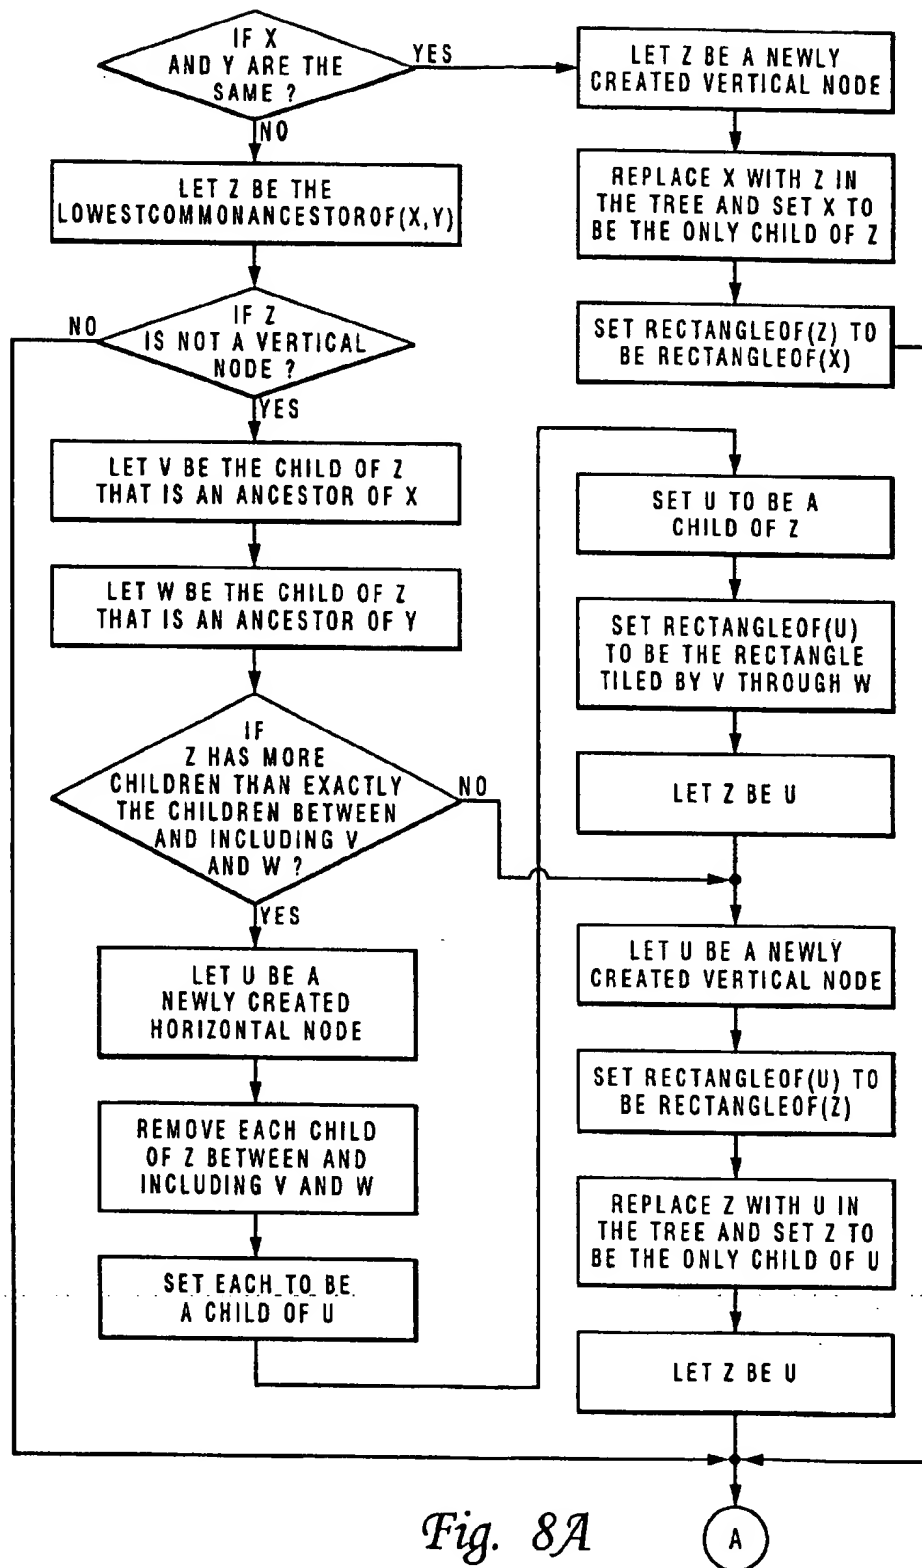 IF X
AND Y ARE THE
SAME ?
YES
NO
LET Z BE THE
LOWESTCOMMONANCESTOROF(X,Y)
IF Z
IS NOT A VERTICAL
NODE ?
NO
YES
LET V BE THE CHILD OF Z
THAT IS AN ANCESTOR OF X
LET W BE THE CHILD OF Z
THAT IS AN ANCESTOR OF Y
IF
Z HAS MORE
CHILDREN THAN EXACTLY
THE CHILDREN BETWEEN
AND INCLUDING V
AND W ?
NO
YES
LET U BE A
NEWLY CREATED
HORIZONTAL NODE
REMOVE EACH CHILD
OF Z BETWEEN AND
INCLUDING V AND W
SET EACH TO BE
A CHILD OF U
LET Z BE A NEWLY
CREATED VERTICAL NODE
REPLACE X WITH Z IN
THE TREE AND SET X TO
BE THE ONLY CHILD OF Z
SET RECTANGLEOF(Z) TO
BE RECTANGLEOF(X)
SET U TO BE A
CHILD OF Z
SET RECTANGLEOF(U)
TO BE THE RECTANGLE
TILED BY V THROUGH W
LET Z BE U
LET U BE A NEWLY
CREATED VERTICAL NODE
SET RECTANGLEOF(U) TO
BE RECTANGLEOF(Z)
REPLACE Z WITH U IN
THE TREE AND SET Z TO
BE THE ONLY CHILD OF U
LET Z BE U
A
Fig. 8A